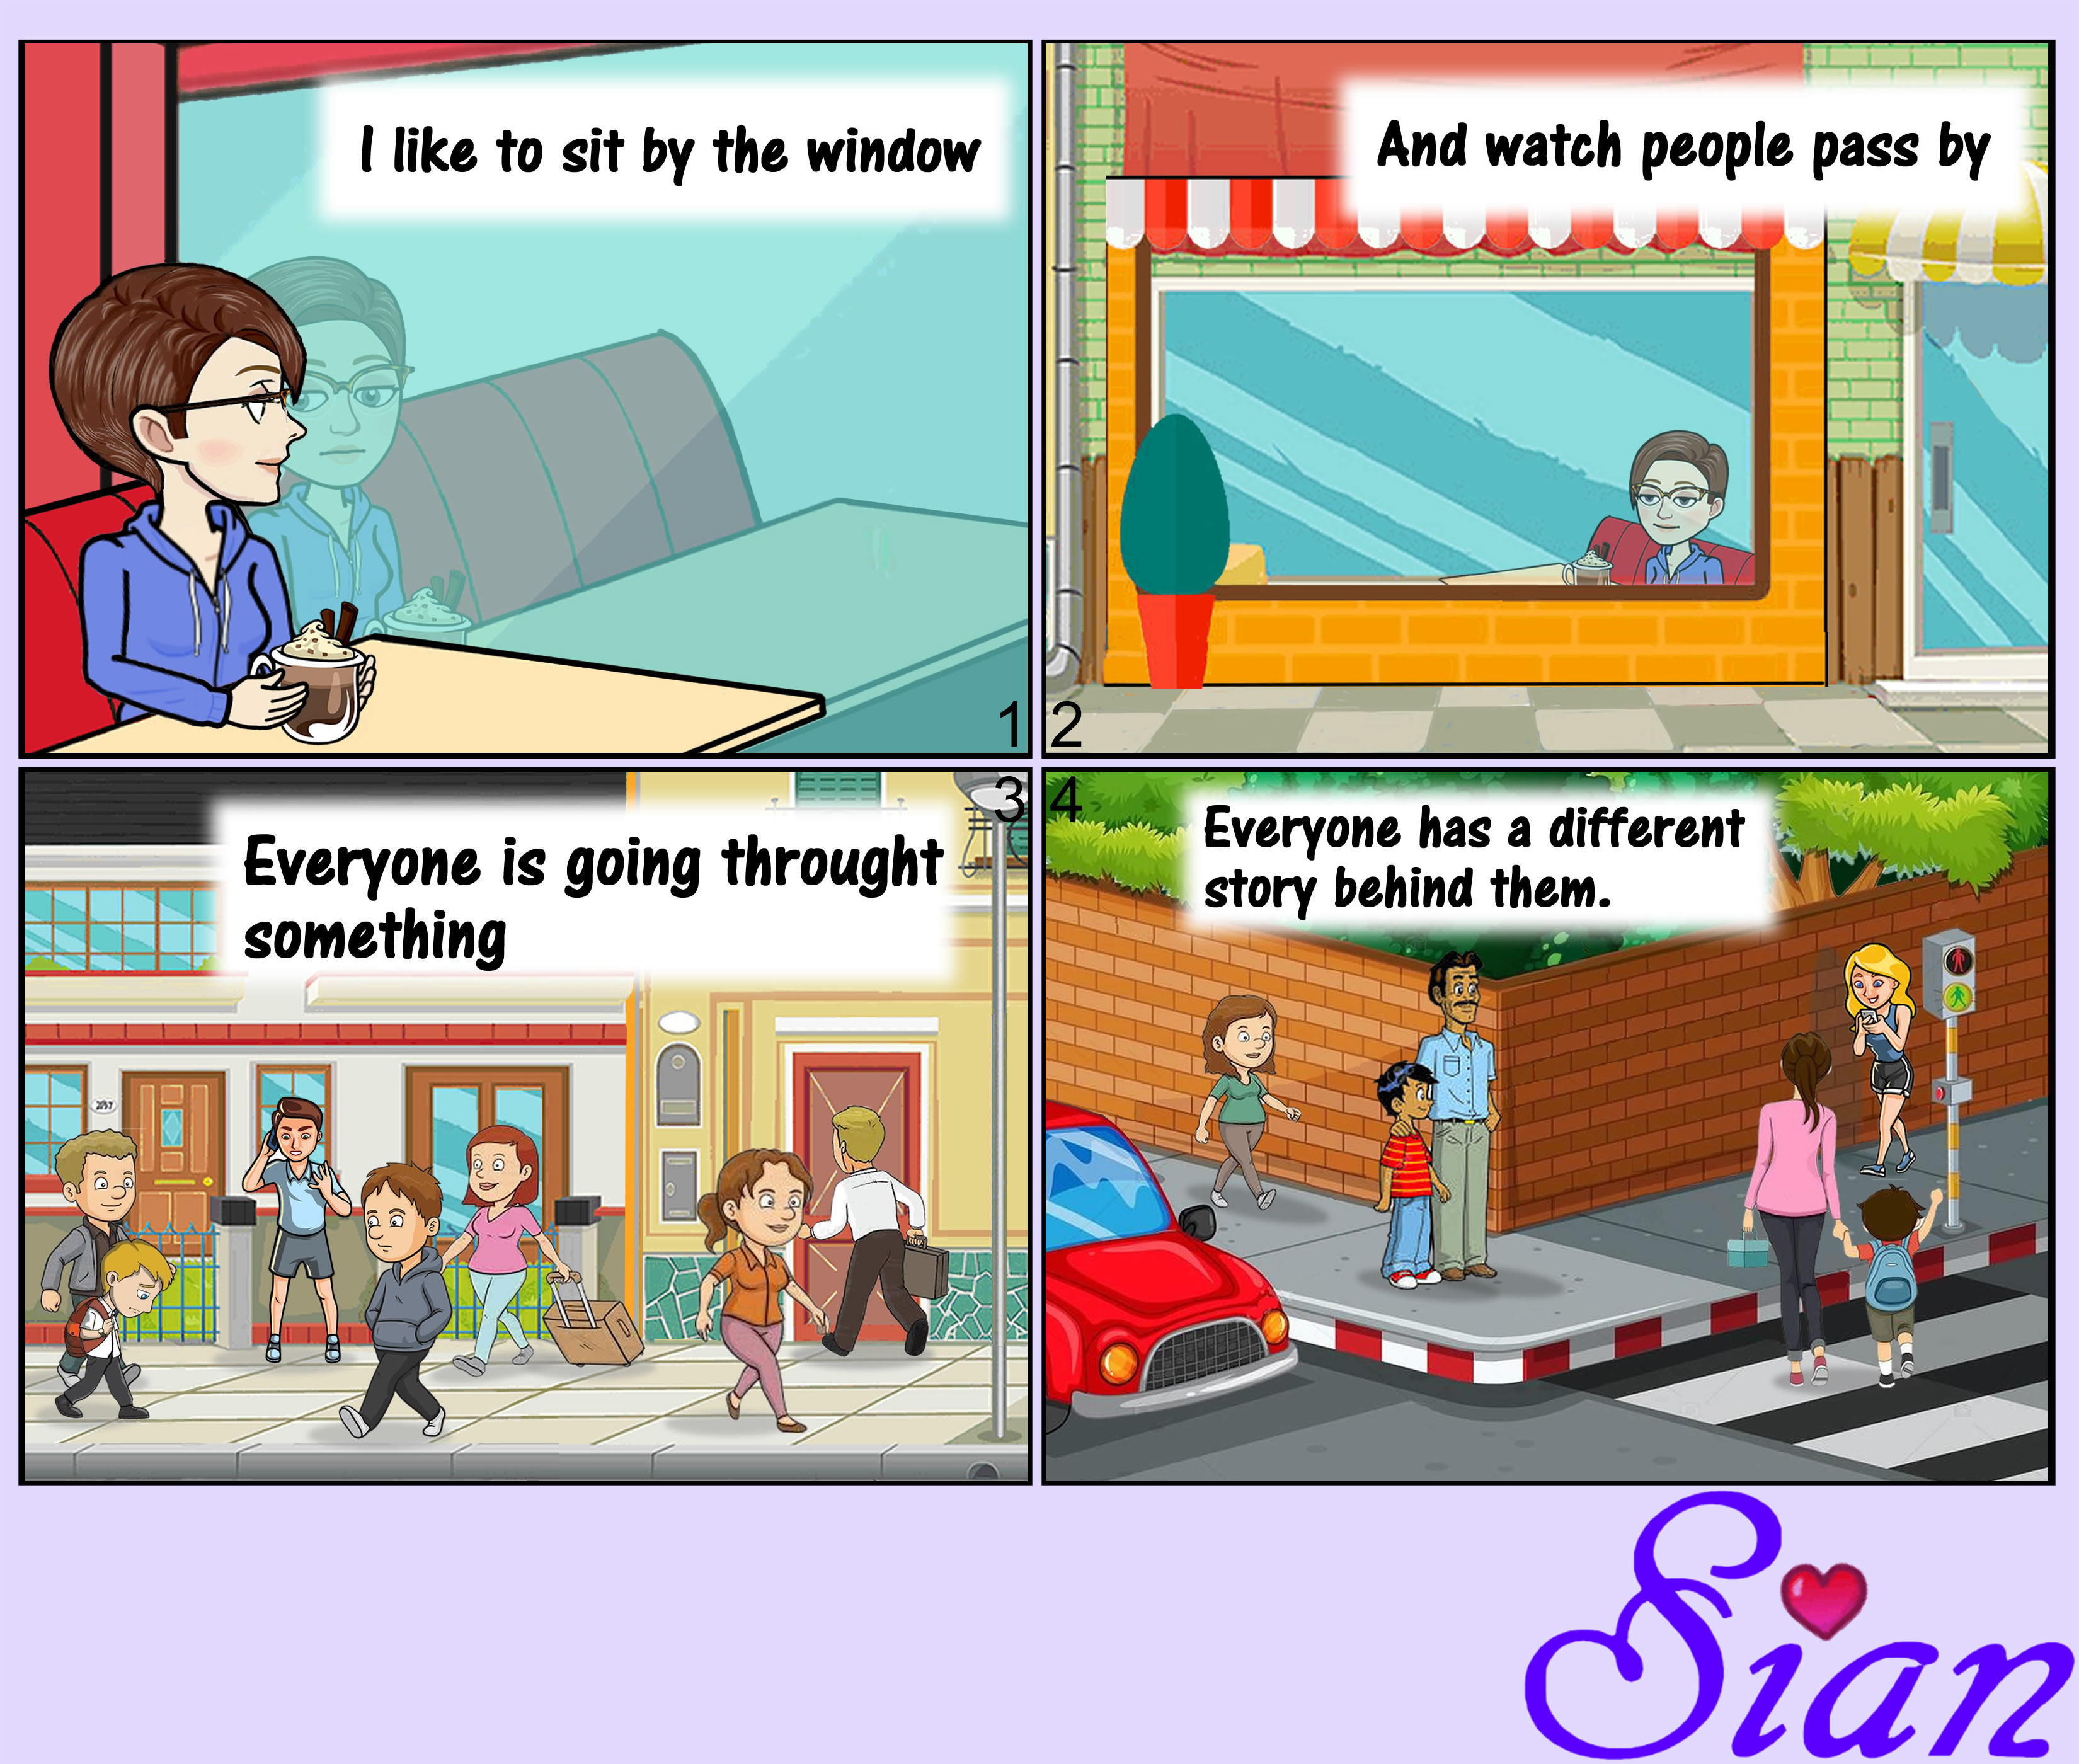 I like to sit by the window
1
And watch people pass by
2
Everyone is going throught
something
3
Everyone has a different
story behind them.
4
Sian